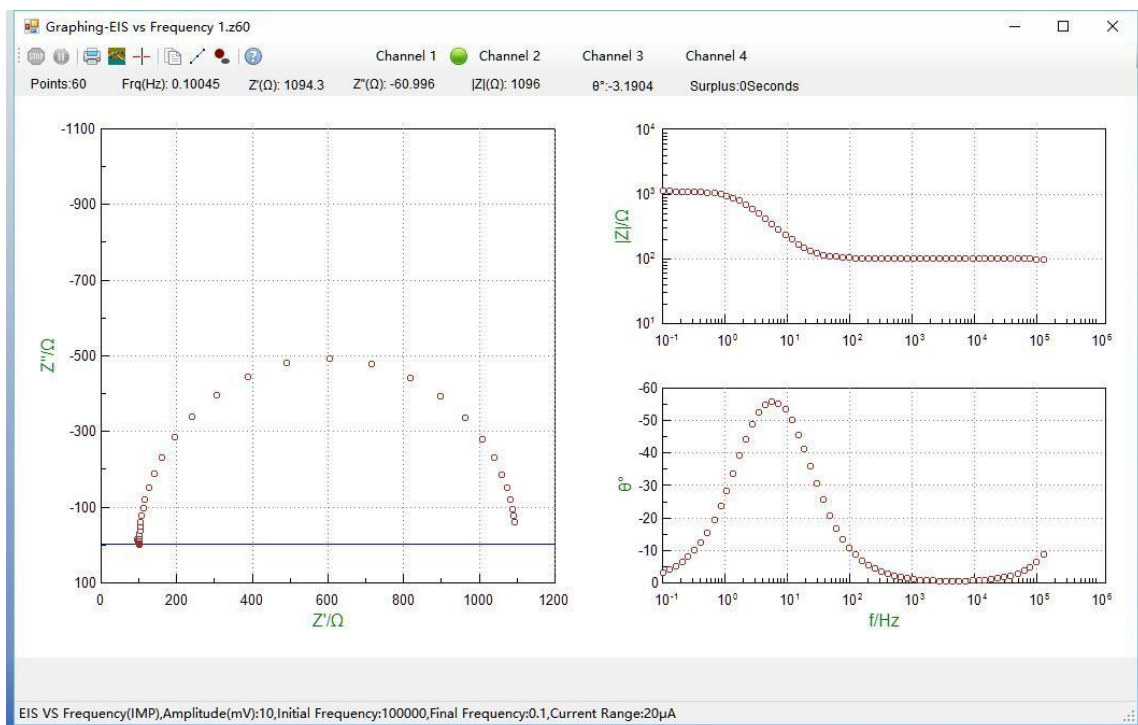 Graphing-EIS vs Frequency 1.z60
STOP
Channel 1 Channel 2 Channel 3 Channel 4
Points:60 Frq(Hz): 0.10045 Z'(Ω): 1094.3 Z"(Ω): -60.996 |Z|(Ω): 1096 θ°:-3.1904 Surplus:0Seconds
-1100
-900
-700
-500
-300
-100
100
Z"/Ω
0 200 400 600 800 1000 1200
Z'/Ω
10⁴
10³
10²
10¹
|Z|/Ω
10⁻¹ 10⁰ 10¹ 10² 10³ 10⁴ 10⁵ 10⁶
-60
-50
-40
-30
-20
-10
0
θ°
10⁻¹ 10⁰ 10¹ 10² 10³ 10⁴ 10⁵ 10⁶
f/Hz
EIS VS Frequency(IMP),Amplitude(mV):10,Initial Frequency:100000,Final Frequency:0.1,Current Range:20μA